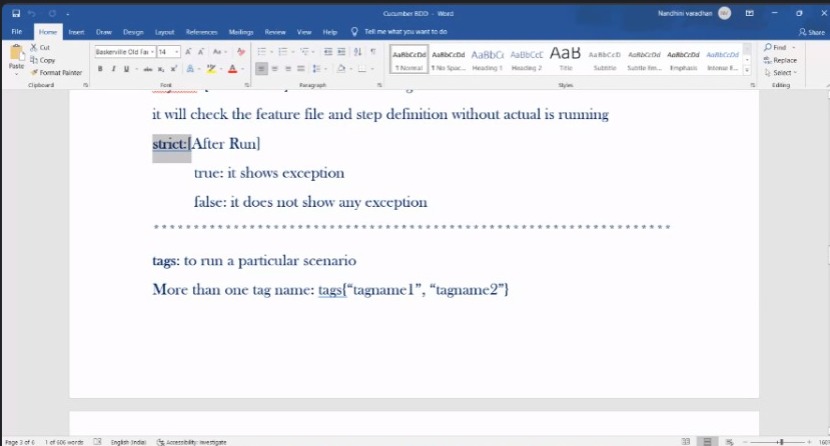 Cucumber BDD - Word
Nandhini varadhan
File Home Insert Draw Design Layout References Mailings Review View Help Tell me what you want to do
Share
Paste
Cut
Copy
Format Painter
Clipboard
Baskerville Old Fac 14
Font
Paragraph
AaBbCcDd AaBbCcDd AaBbCc AaBbCcC AaB AaBbCcD AaBbCcDd AaBbCcDd AaBbCcDd
Normal Heading 1 Heading 2 Title Subtitle Subtle Em... Emphasis Intense E...
Styles
Find
Replace
Select
Editing
it will check the feature file and step definition without actual is running
strict:[After Run]
true: it shows exception
false: it does not show any exception
********************************************************************
tags: to run a particular scenario
More than one tag name: tags{“tagname1”, “tagname2”}
Page 3 of 6 1 of 606 words English (India) Accessibility: Investigate